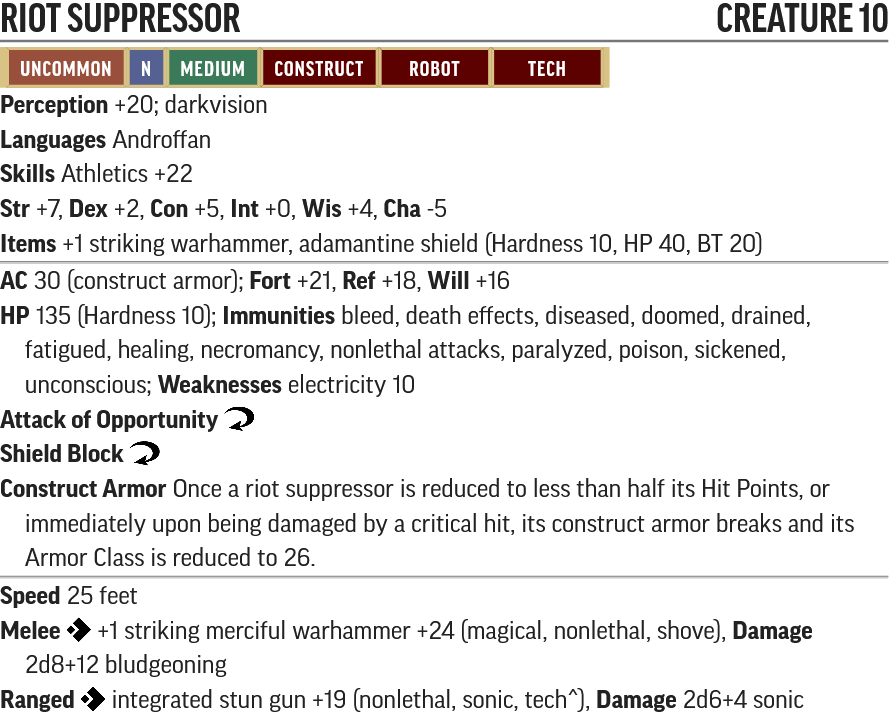 RIOT SUPPRESSOR CREATURE 10
UNCOMMON N MEDIUM CONSTRUCT ROBOT TECH
Perception +20; darkvision
Languages Androffan
Skills Athletics +22
Str +7, Dex +2, Con +5, Int +0, Wis +4, Cha -5
Items +1 striking warhammer, adamantine shield (Hardness 10, HP 40, BT 20)
AC 30 (construct armor); Fort +21, Ref +18, Will +16
HP 135 (Hardness 10); Immunities bleed, death effects, diseased, doomed, drained,
fatigued, healing, necromancy, nonlethal attacks, paralyzed, poison, sickened,
unconscious; Weaknesses electricity 10
Attack of Opportunity
Shield Block
Construct Armor Once a riot suppressor is reduced to less than half its Hit Points, or
immediately upon being damaged by a critical hit, its construct armor breaks and its
Armor Class is reduced to 26.
Speed 25 feet
Melee +1 striking merciful warhammer +24 (magical, nonlethal, shove), Damage
2d8+12 bludgeoning
Ranged integrated stun gun +19 (nonlethal, sonic, tech^), Damage 2d6+4 sonic